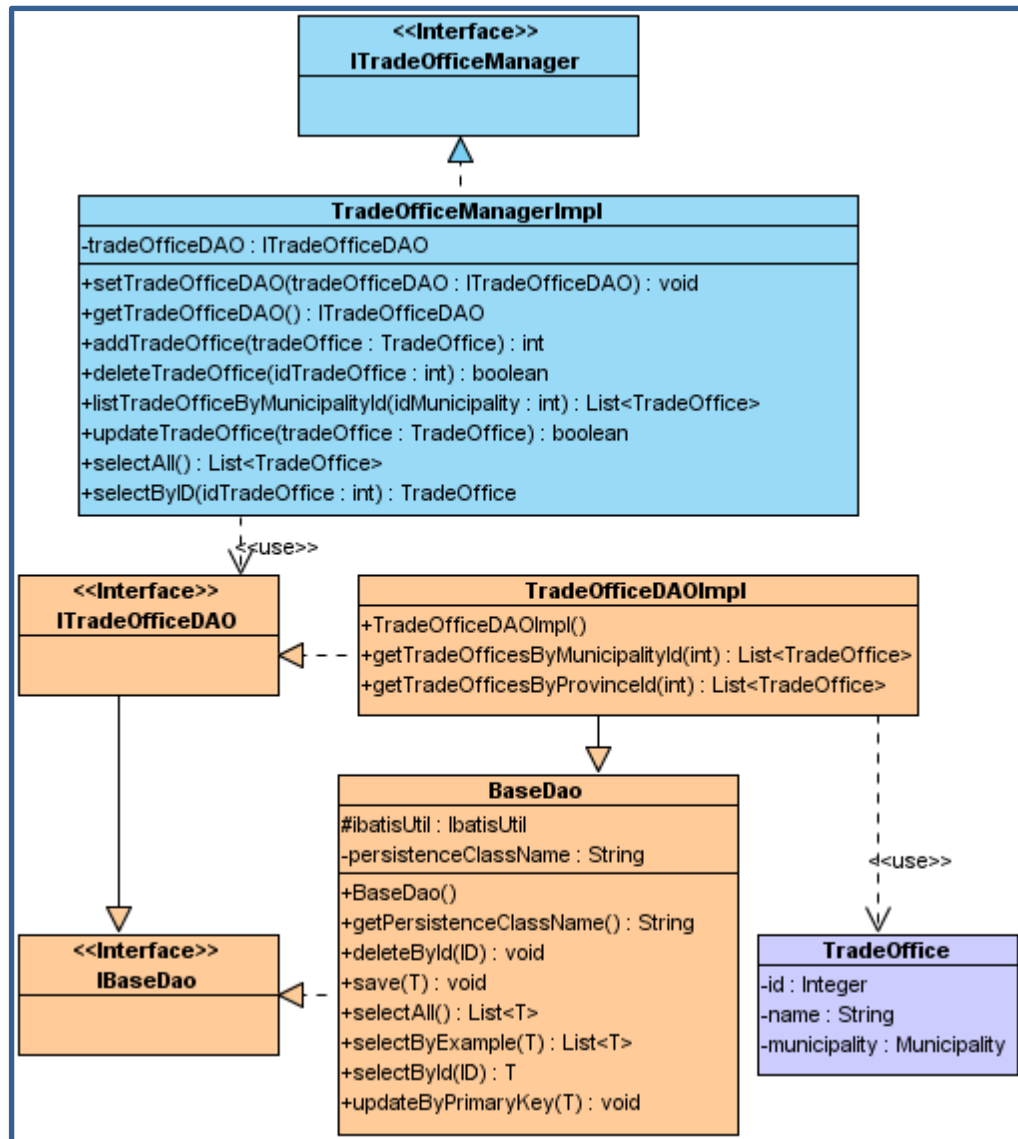 <<Interface>>
ITradeOfficeManager
TradeOfficeManagerImpl
-tradeOfficeDAO : ITradeOfficeDAO
+setTradeOfficeDAO(tradeOfficeDAO : ITradeOfficeDAO) : void
+getTradeOfficeDAO() : ITradeOfficeDAO
+addTradeOffice(tradeOffice : TradeOffice) : int
+deleteTradeOffice(idTradeOffice : int) : boolean
+listTradeOfficeByMunicipalityId(idMunicipality : int) : List<TradeOffice>
+updateTradeOffice(tradeOffice : TradeOffice) : boolean
+selectAll() : List<TradeOffice>
+selectByID(idTradeOffice : int) : TradeOffice
<<use>>
<<Interface>>
ITradeOfficeDAO
TradeOfficeDAOImpl
+TradeOfficeDAOImpl()
+getTradeOfficesByMunicipalityId(int) : List<TradeOffice>
+getTradeOfficesByProvinceId(int) : List<TradeOffice>
BaseDao
#ibatisUtil : IbatisUtil
-persistenceClassName : String
+BaseDao()
+getPersistenceClassName() : String
+deleteById(ID) : void
+save(T) : void
+selectAll() : List<T>
+selectByExample(T) : List<T>
+selectById(ID) : T
+updateByPrimaryKey(T) : void
<<use>>
<<Interface>>
IBaseDao
TradeOffice
-id : Integer
-name : String
-municipality : Municipality